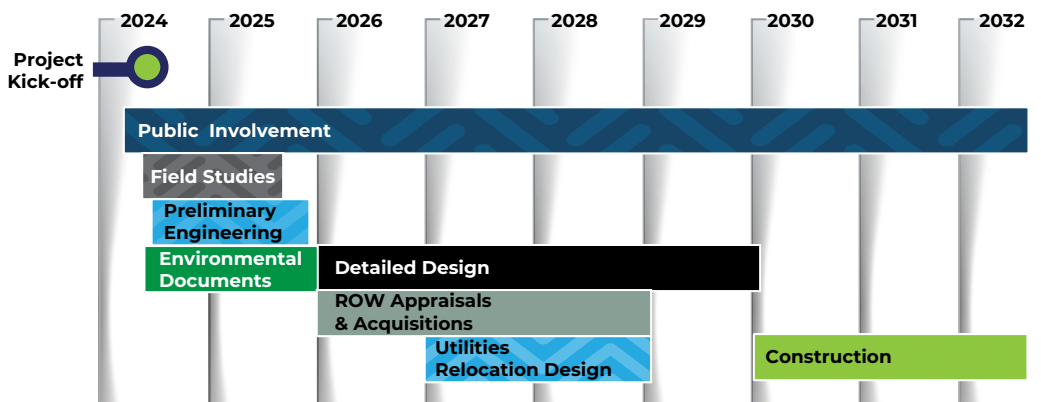 2024 2025 2026 2027 2028 2029 2030 2031 2032
Project
Kick-off
Public Involvement
Field Studies
Preliminary
Engineering
Environmental
Documents
Detailed Design
ROW Appraisals
& Acquisitions
Utilities
Relocation Design
Construction